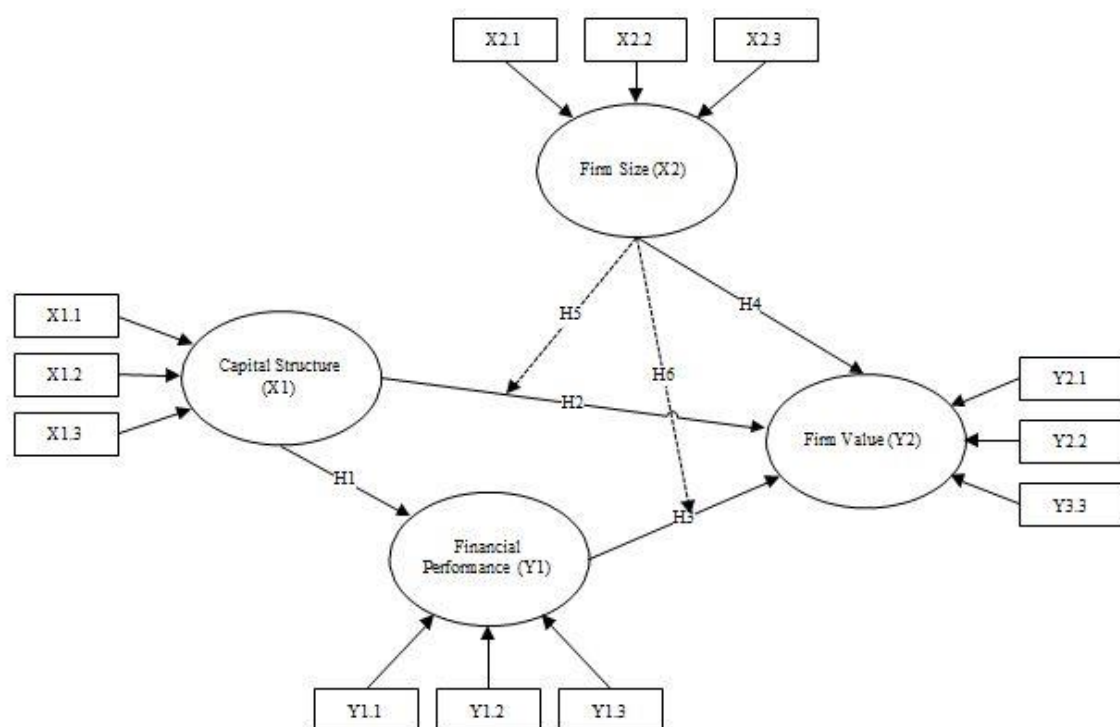 X2.1
X2.2
X2.3
Firm Size (X2)
H5
H4
X1.1
X1.2
X1.3
Capital Structure
(X1)
H6
H2
Y2.1
Y2.2
Y3.3
Firm Value (Y2)
H1
H3
Financial
Performance (Y1)
Y1.1
Y1.2
Y1.3